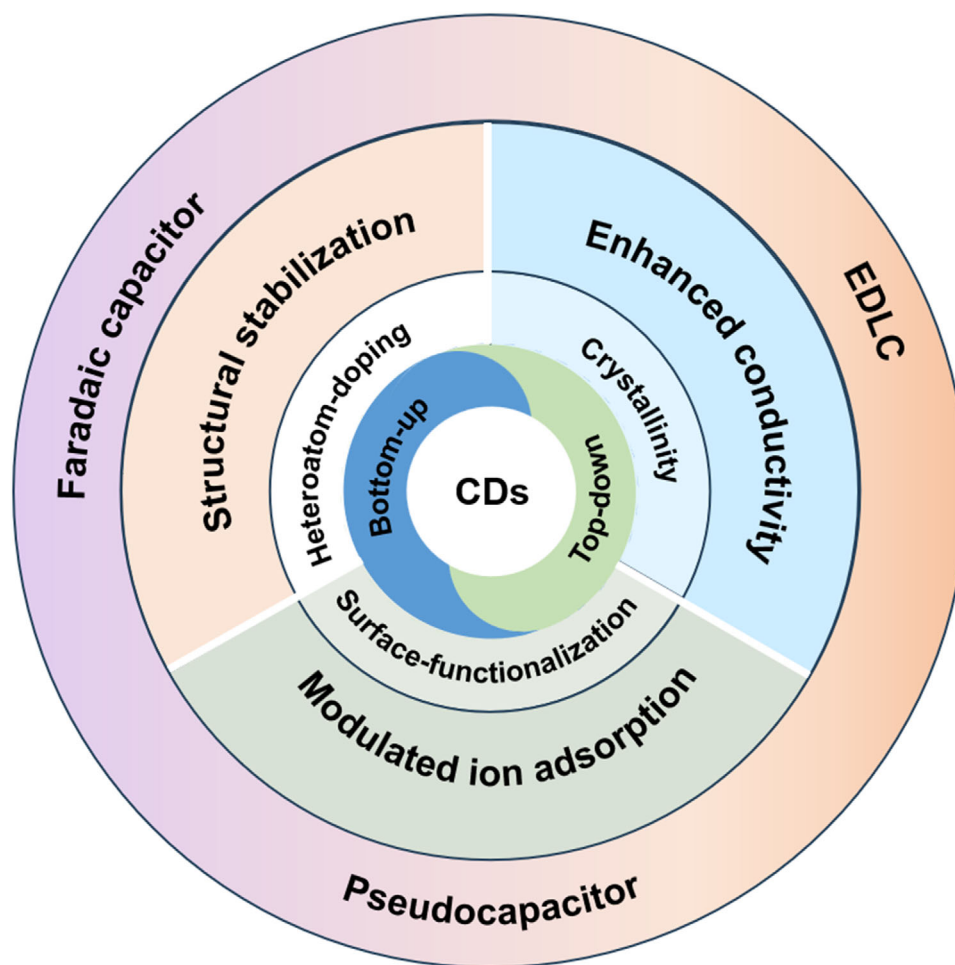 Faradaic capacitor
EDLC
Pseudocapacitor
Structural stabilization
Enhanced conductivity
Modulated ion adsorption
Heteroatom-doping
Crystallinity
Surface-functionalization
Bottom-up
Top-down
CDs